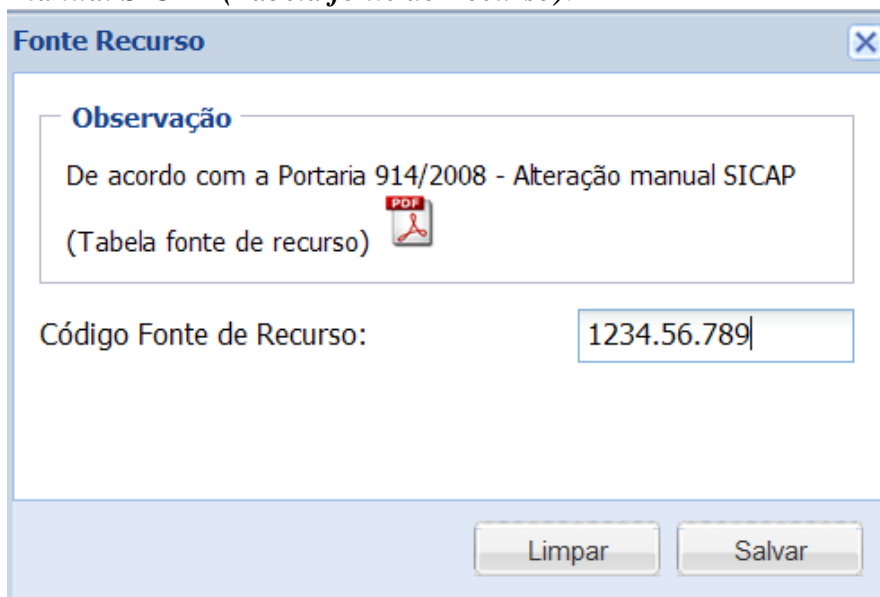 Fonte Recurso
Observação
De acordo com a Portaria 914/2008 - Alteração manual SICAP
PDF
(Tabela fonte de recurso)
Código Fonte de Recurso:
1234.56.789
Limpar
Salvar